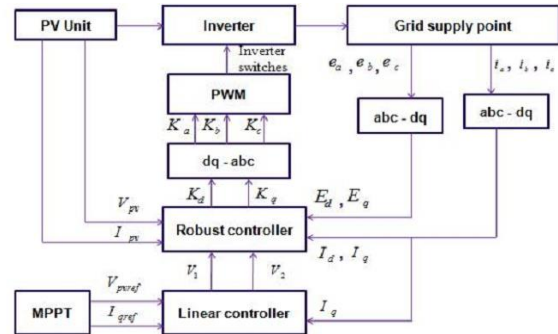 PV Unit
Inverter
Grid supply point
Inverter
switches
e_a , e_b , e_c
i_a , i_b , i_c
PWM
abc - dq
abc - dq
K_a K_b K_c
dq - abc
K_d K_q
E_d , E_q
V_pv
I_pv
Robust controller
I_d , I_q
V_1 V_2
V_pvref
I_qref
MPPT
Linear controller
I_q